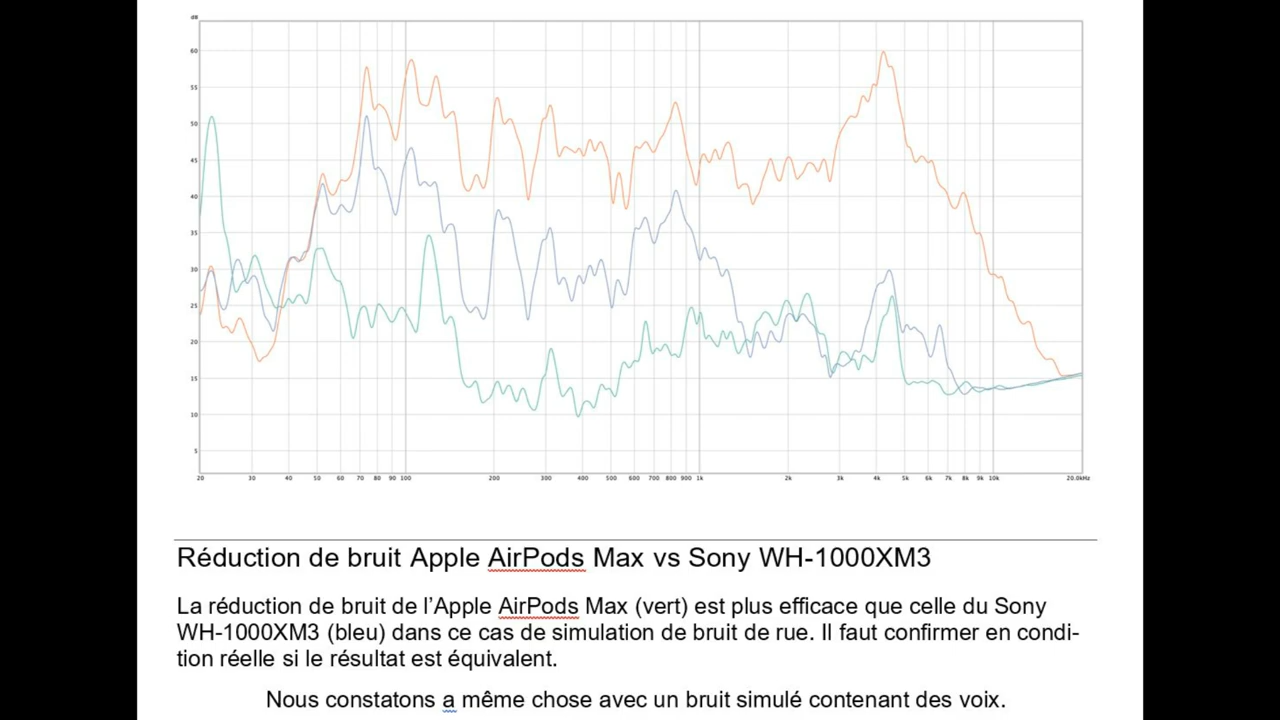 dB
60
55
50
45
40
35
30
25
20
15
10
5
20 30 40 50 60 70 80 90 100 200 300 400 500 600 700 800 900 1k 2k 3k 4k 5k 6k 7k 8k 9k 10k 20.0kHz
Réduction de bruit Apple AirPods Max vs Sony WH-1000XM3
La réduction de bruit de l’Apple AirPods Max (vert) est plus efficace que celle du Sony
WH-1000XM3 (bleu) dans ce cas de simulation de bruit de rue. Il faut confirmer en condi-
tion réelle si le résultat est équivalent.
Nous constatons a même chose avec un bruit simulé contenant des voix.